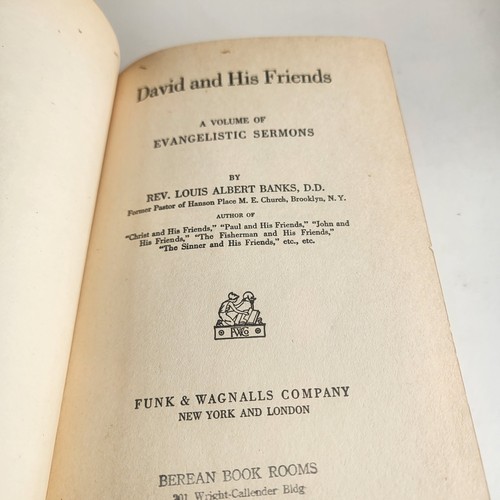 David and His Friends
A VOLUME OF
EVANGELISTIC SERMONS
BY
REV. LOUIS ALBERT BANKS, D.D.
Former Pastor of Hanson Place M. E. Church, Brooklyn, N. Y.
AUTHOR OF
"Christ and His Friends," "Paul and His Friends," "John and
His Friends," "The Fisherman and His Friends,"
"The Sinner and His Friends," etc., etc.
FUNK & WAGNALLS COMPANY
NEW YORK AND LONDON
BEREAN BOOK ROOMS
301 Wright-Callender Bldg